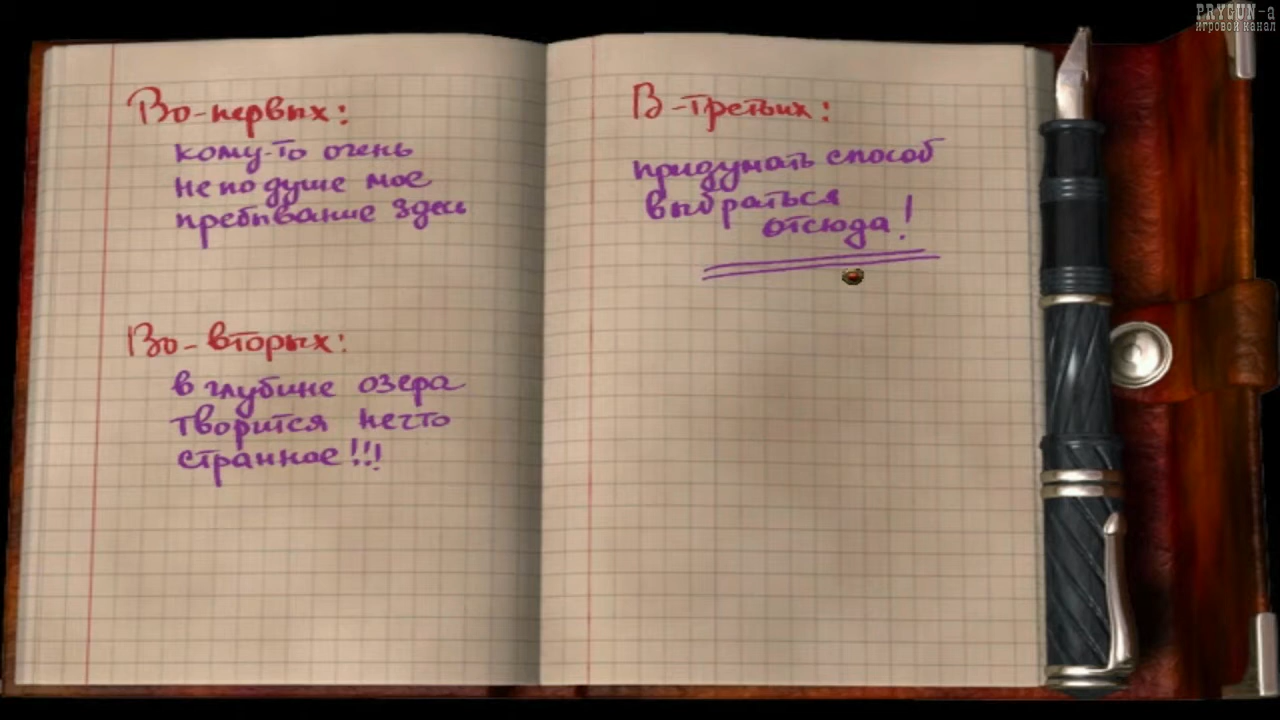 PRYGUN-a
игровой канал
Во-первых:
кому-то очень
не по душе мое
пребывание здесь
Во-вторых:
в глубине озера
творится нечто
странное!!!
В-третьих:
придумать способ
выбраться
отсюда!